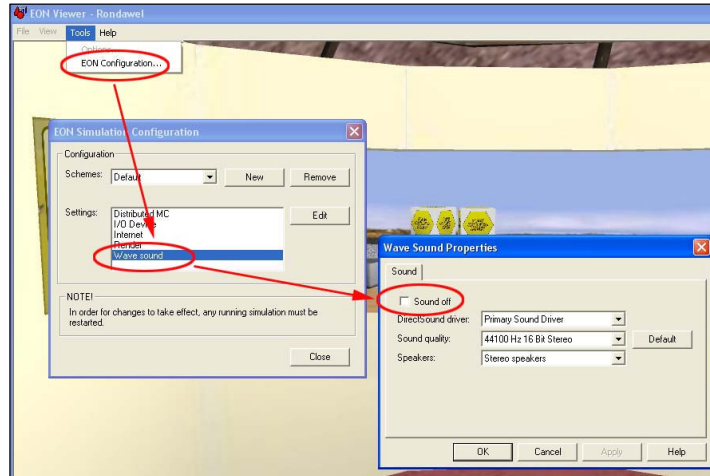 EON Viewer - Rondawel
File View Tools Help
Options...
EON Configuration...
EON Simulation Configuration
Configuration
Schemes: Default New Remove
Settings: Distributed MC Edit
I/O Device
Internet
Render
Wave sound
NOTE!
In order for changes to take effect, any running simulation must be
restarted.
Close
Wave Sound Properties
Sound
Sound off
DirectSound driver: Primary Sound Driver
Sound quality: 44100 Hz 16 Bit Stereo Default
Speakers: Stereo speakers
OK Cancel Apply Help